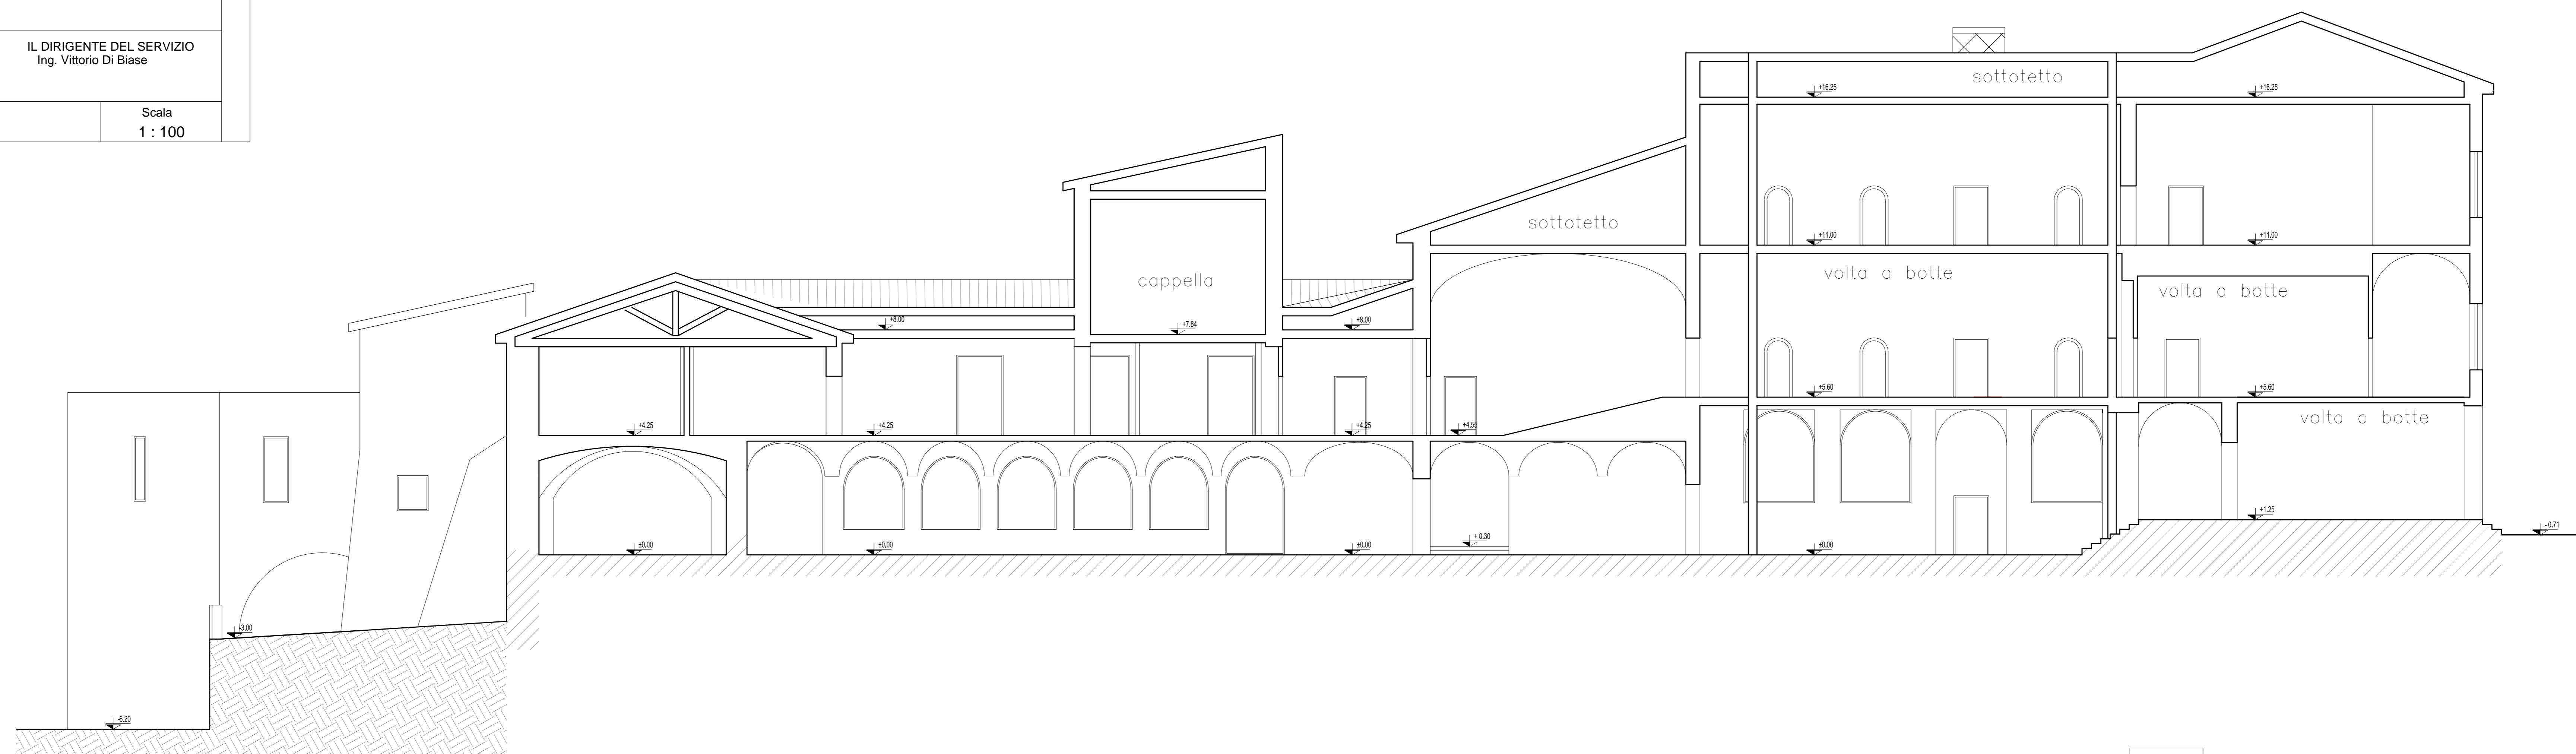 IL DIRIGENTE DEL SERVIZIO
Ing. Vittorio Di Biase
Scala
1 : 100
sottotetto
+16,25
+16,25
sottotetto
+11,00
+11,00
cappella
volta a botte
volta a botte
+8,00
+7,84
+8,00
+5,60
+5,60
volta a botte
+4,25
+4,25
+4,25
+4,55
+1,25
- 0,71
+ 0.30
±0,00
±0,00
±0,00
±0,00
-3,00
-6,20